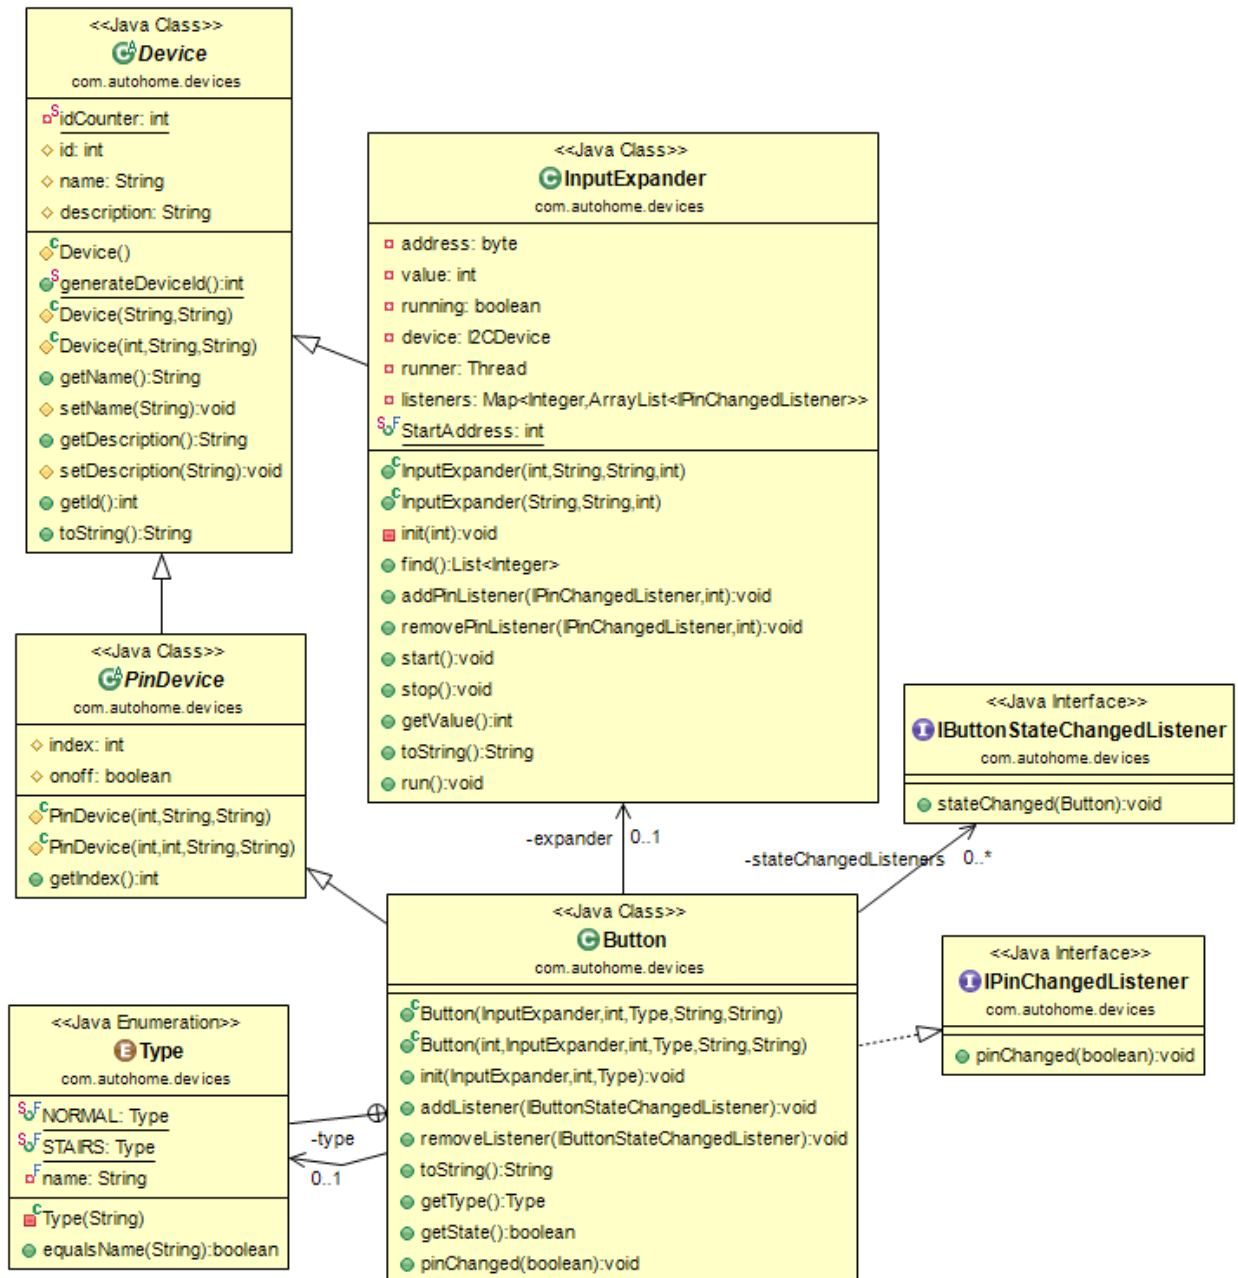 <<Java Class>>
Device
com.autohome.devices
idCounter: int
id: int
name: String
description: String
Device()
generateDeviceId():int
Device(String,String)
Device(int,String,String)
getName():String
setName(String):void
getDescription():String
setDescription(String):void
getId():int
toString():String
<<Java Class>>
InputExpander
com.autohome.devices
address: byte
value: int
running: boolean
device: I2CDevice
runner: Thread
listeners: Map<Integer,ArrayList<IPinChangedListener>>
StartAddress: int
InputExpander(int,String,String,int)
InputExpander(String,String,int)
init(int):void
find():List<Integer>
addPinListener(IPinChangedListener,int):void
removePinListener(IPinChangedListener,int):void
start():void
stop():void
getValue():int
toString():String
run():void
<<Java Class>>
PinDevice
com.autohome.devices
index: int
onoff: boolean
PinDevice(int,String,String)
PinDevice(int,int,String,String)
getIndex():int
<<Java Interface>>
IButtonStateChangedListener
com.autohome.devices
stateChanged(Button):void
-expander 0..1
-stateChangedListeners 0..*
<<Java Class>>
Button
com.autohome.devices
Button(InputExpander,int,Type,String,String)
Button(int,InputExpander,int,Type,String,String)
init(InputExpander,int,Type):void
addListener(IButtonStateChangedListener):void
removeListener(IButtonStateChangedListener):void
toString():String
getType():Type
getState():boolean
pinChanged(boolean):void
<<Java Interface>>
IPinChangedListener
com.autohome.devices
pinChanged(boolean):void
<<Java Enumeration>>
Type
com.autohome.devices
NORMAL: Type
STAIRS: Type
name: String
Type(String)
equalsName(String):boolean
-type
0..1